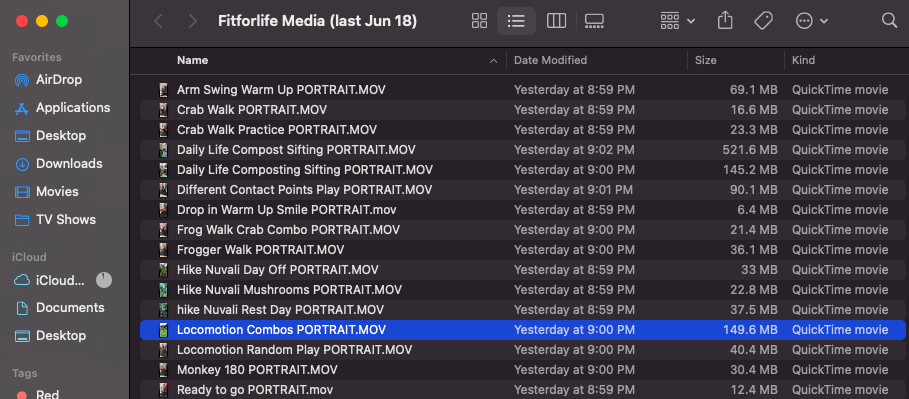 Fitforlife Media (last Jun 18)
Favorites
AirDrop
Applications
Desktop
Downloads
Movies
TV Shows
iCloud
iCloud...
Documents
Desktop
Tags
Red
Name Date Modified Size Kind
Arm Swing Warm Up PORTRAIT.MOV Yesterday at 8:59 PM 69.1 MB QuickTime movie
Crab Walk PORTRAIT.MOV Yesterday at 8:59 PM 16.6 MB QuickTime movie
Crab Walk Practice PORTRAIT.MOV Yesterday at 8:59 PM 23.3 MB QuickTime movie
Daily Life Compost Sifting PORTRAIT.MOV Yesterday at 9:02 PM 521.6 MB QuickTime movie
Daily Life Composting Sifting PORTRAIT.MOV Yesterday at 9:00 PM 145.2 MB QuickTime movie
Different Contact Points Play PORTRAIT.MOV Yesterday at 9:01 PM 90.1 MB QuickTime movie
Drop in Warm Up Smile PORTRAIT.mov Yesterday at 8:59 PM 6.4 MB QuickTime movie
Frog Walk Crab Combo PORTRAIT.MOV Yesterday at 9:00 PM 21.4 MB QuickTime movie
Frogger Walk PORTRAIT.MOV Yesterday at 9:00 PM 36.1 MB QuickTime movie
Hike Nuvali Day Off PORTRAIT.MOV Yesterday at 8:59 PM 33 MB QuickTime movie
Hike Nuvali Mushrooms PORTRAIT.MOV Yesterday at 8:59 PM 22.8 MB QuickTime movie
hike Nuvali Rest Day PORTRAIT.MOV Yesterday at 8:59 PM 37.5 MB QuickTime movie
Locomotion Combos PORTRAIT.MOV Yesterday at 9:00 PM 149.6 MB QuickTime movie
Locomotion Random Play PORTRAIT.MOV Yesterday at 9:00 PM 40.4 MB QuickTime movie
Monkey 180 PORTRAIT.MOV Yesterday at 9:00 PM 30.4 MB QuickTime movie
Ready to go PORTRAIT.mov Yesterday at 8:59 PM 12.4 MB QuickTime movie